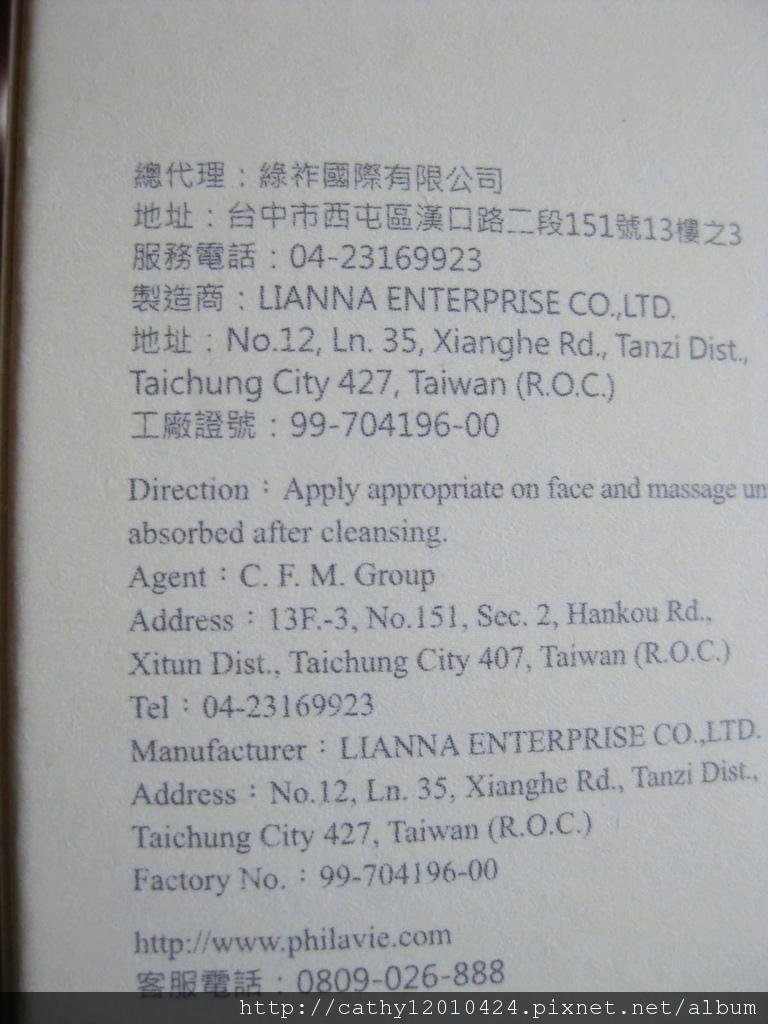 總代理：綠祚國際有限公司
地址：台中市西屯區漢口路二段151號13樓之3
服務電話：04-23169923
製造商：LIANNA ENTERPRISE CO.,LTD.
地址：No.12, Ln. 35, Xianghe Rd., Tanzi Dist.,
Taichung City 427, Taiwan (R.O.C.)
工廠證號：99-704196-00
Direction：Apply appropriate on face and massage
absorbed after cleansing.
Agent：C. F. M. Group
Address：13F.-3, No.151, Sec. 2, Hankou Rd.,
Xitun Dist., Taichung City 407, Taiwan (R.O.C.)
Tel：04-23169923
Manufacturer：LIANNA ENTERPRISE CO.,LTD.
Address：No.12, Ln. 35, Xianghe Rd., Tanzi Dist.,
Taichung City 427, Taiwan (R.O.C.)
Factory No.：99-704196-00
http://www.philavie.com
客服電話：0809-026-888
http://cathy12010424.pixnet.net/album